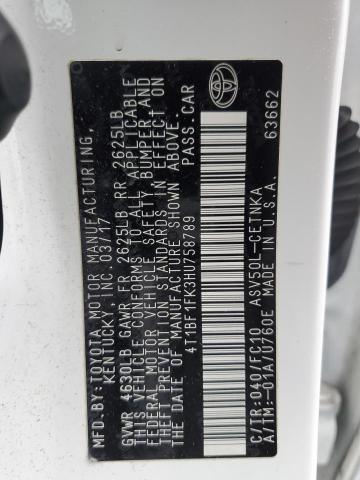 MFD.BY:TOYOTA MOTOR MANUFACTURING,
KENTUCKY, INC. 03/17
GVWR 4630LB GAWR FR 2625LB RR 2625LB
THIS VEHICLE CONFORMS TO ALL APPLICABLE
FEDERAL MOTOR VEHICLE SAFETY BUMPER,AND
THEFT PREVENTION STANDARDS IN EFFECT ON
THE DATE OF MANUFACTURE SHOWN ABOVE.
4T1BF1FK3HU758789 PASS.CAR
C/TR:040/FC10 ASV50L-CETNKA
A/TM:-01A/U760E MADE IN U.S.A. 63662